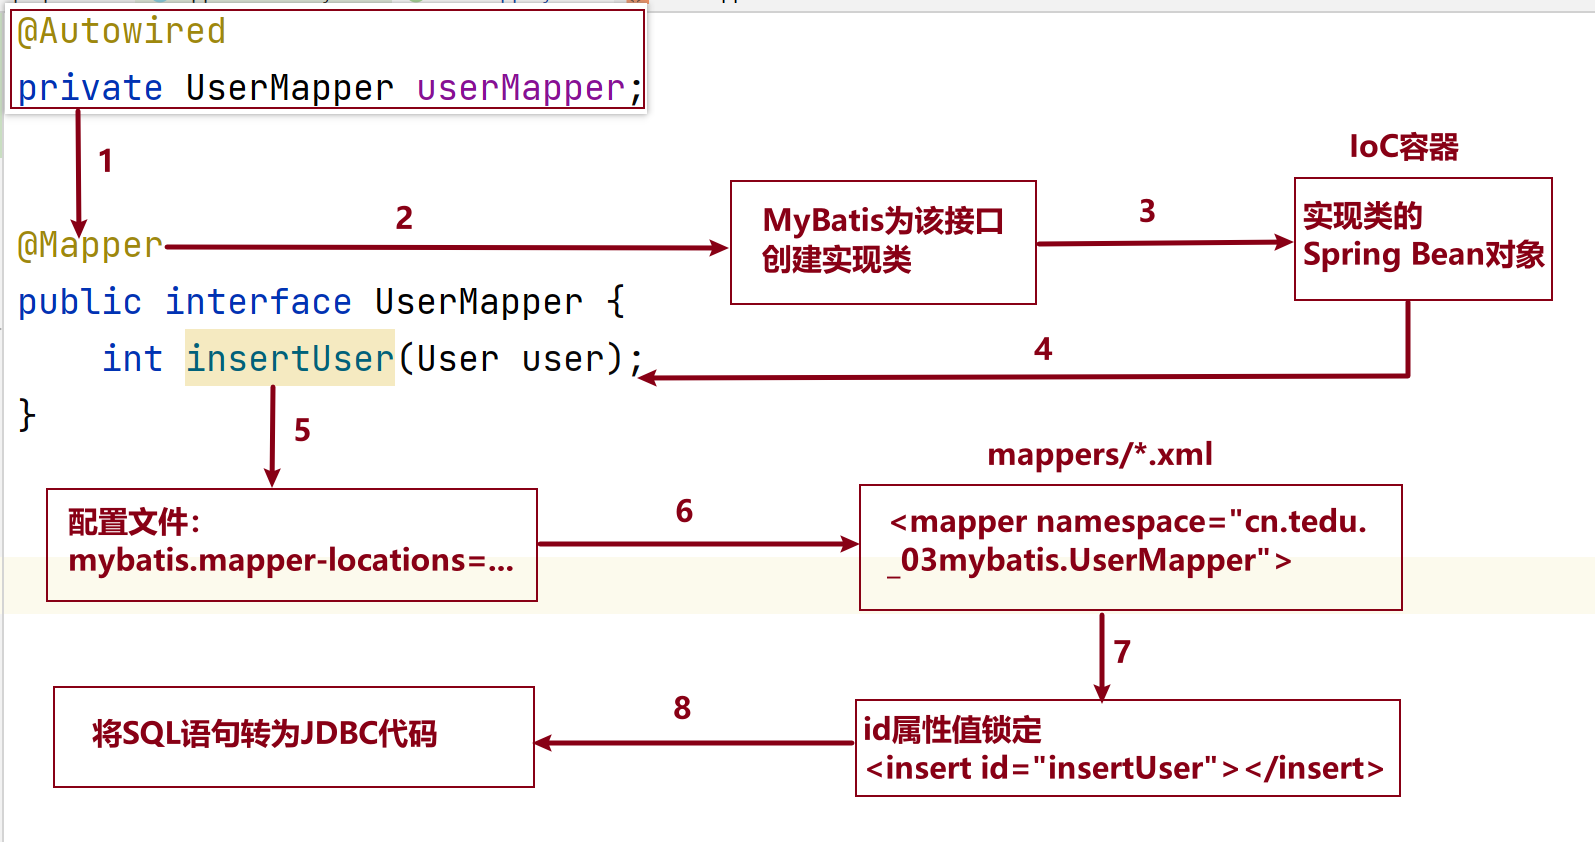 @Autowired
private UserMapper userMapper;
1
IoC容器
@Mapper
2
MyBatis为该接口
创建实现类
3
实现类的
Spring Bean对象
public interface UserMapper {
int insertUser(User user);
4
}
5
mappers/*.xml
配置文件：
mybatis.mapper-locations=...
6
<mapper namespace="cn.tedu.
_03mybatis.UserMapper">
7
id属性值锁定
<insert id="insertUser"></insert>
8
将SQL语句转为JDBC代码